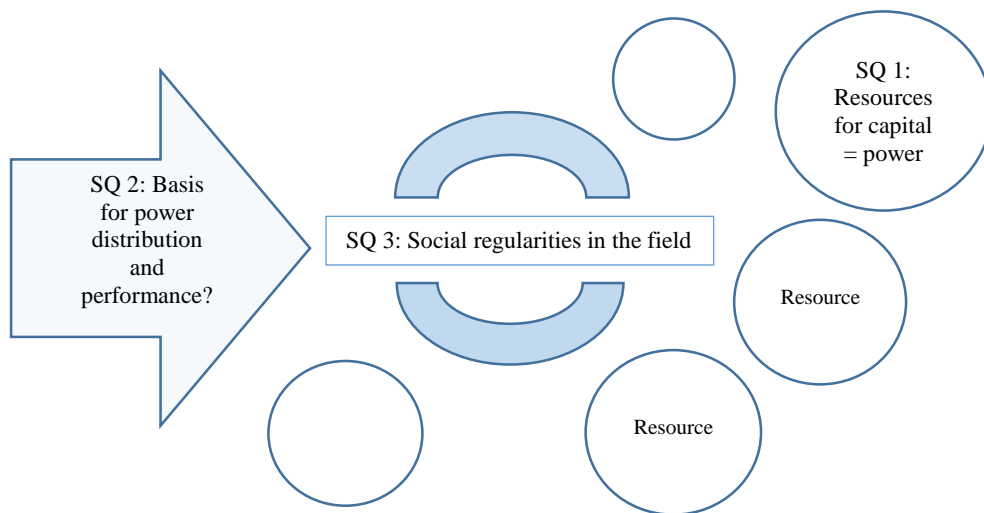 SQ 1:
Resources
for capital
= power
SQ 2: Basis
for power
distribution
and
performance?
SQ 3: Social regularities in the field
Resource
Resource